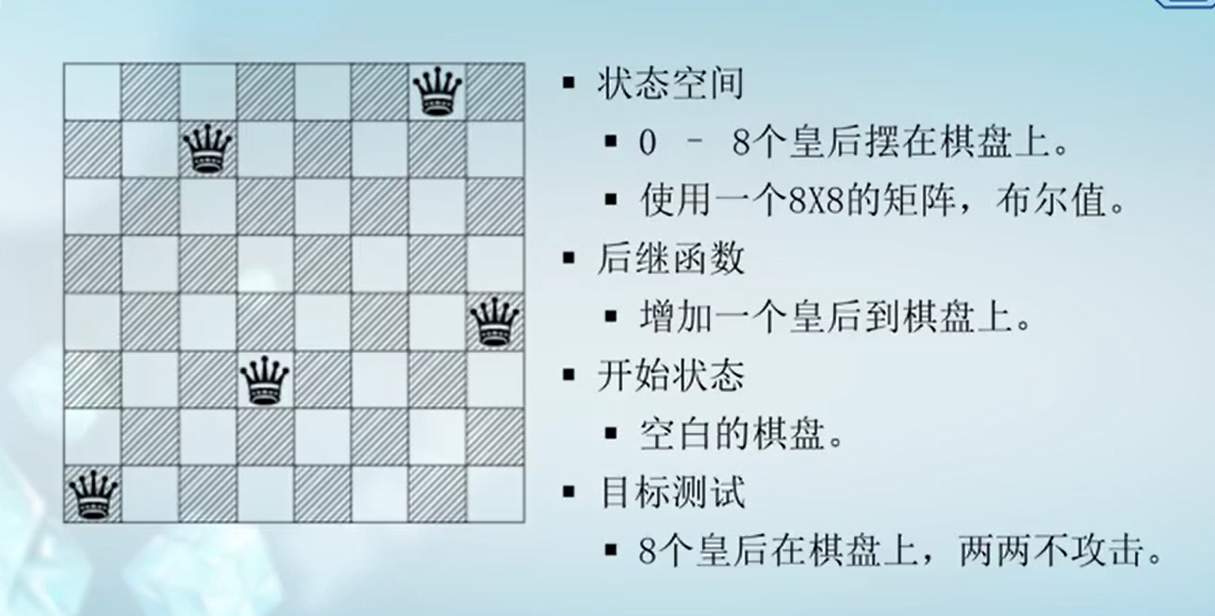 ▪ 状态空间
▪ 0 - 8个皇后摆在棋盘上。
▪ 使用一个8X8的矩阵，布尔值。
▪ 后继函数
▪ 增加一个皇后到棋盘上。
▪ 开始状态
▪ 空白的棋盘。
▪ 目标测试
▪ 8个皇后在棋盘上，两两不攻击。